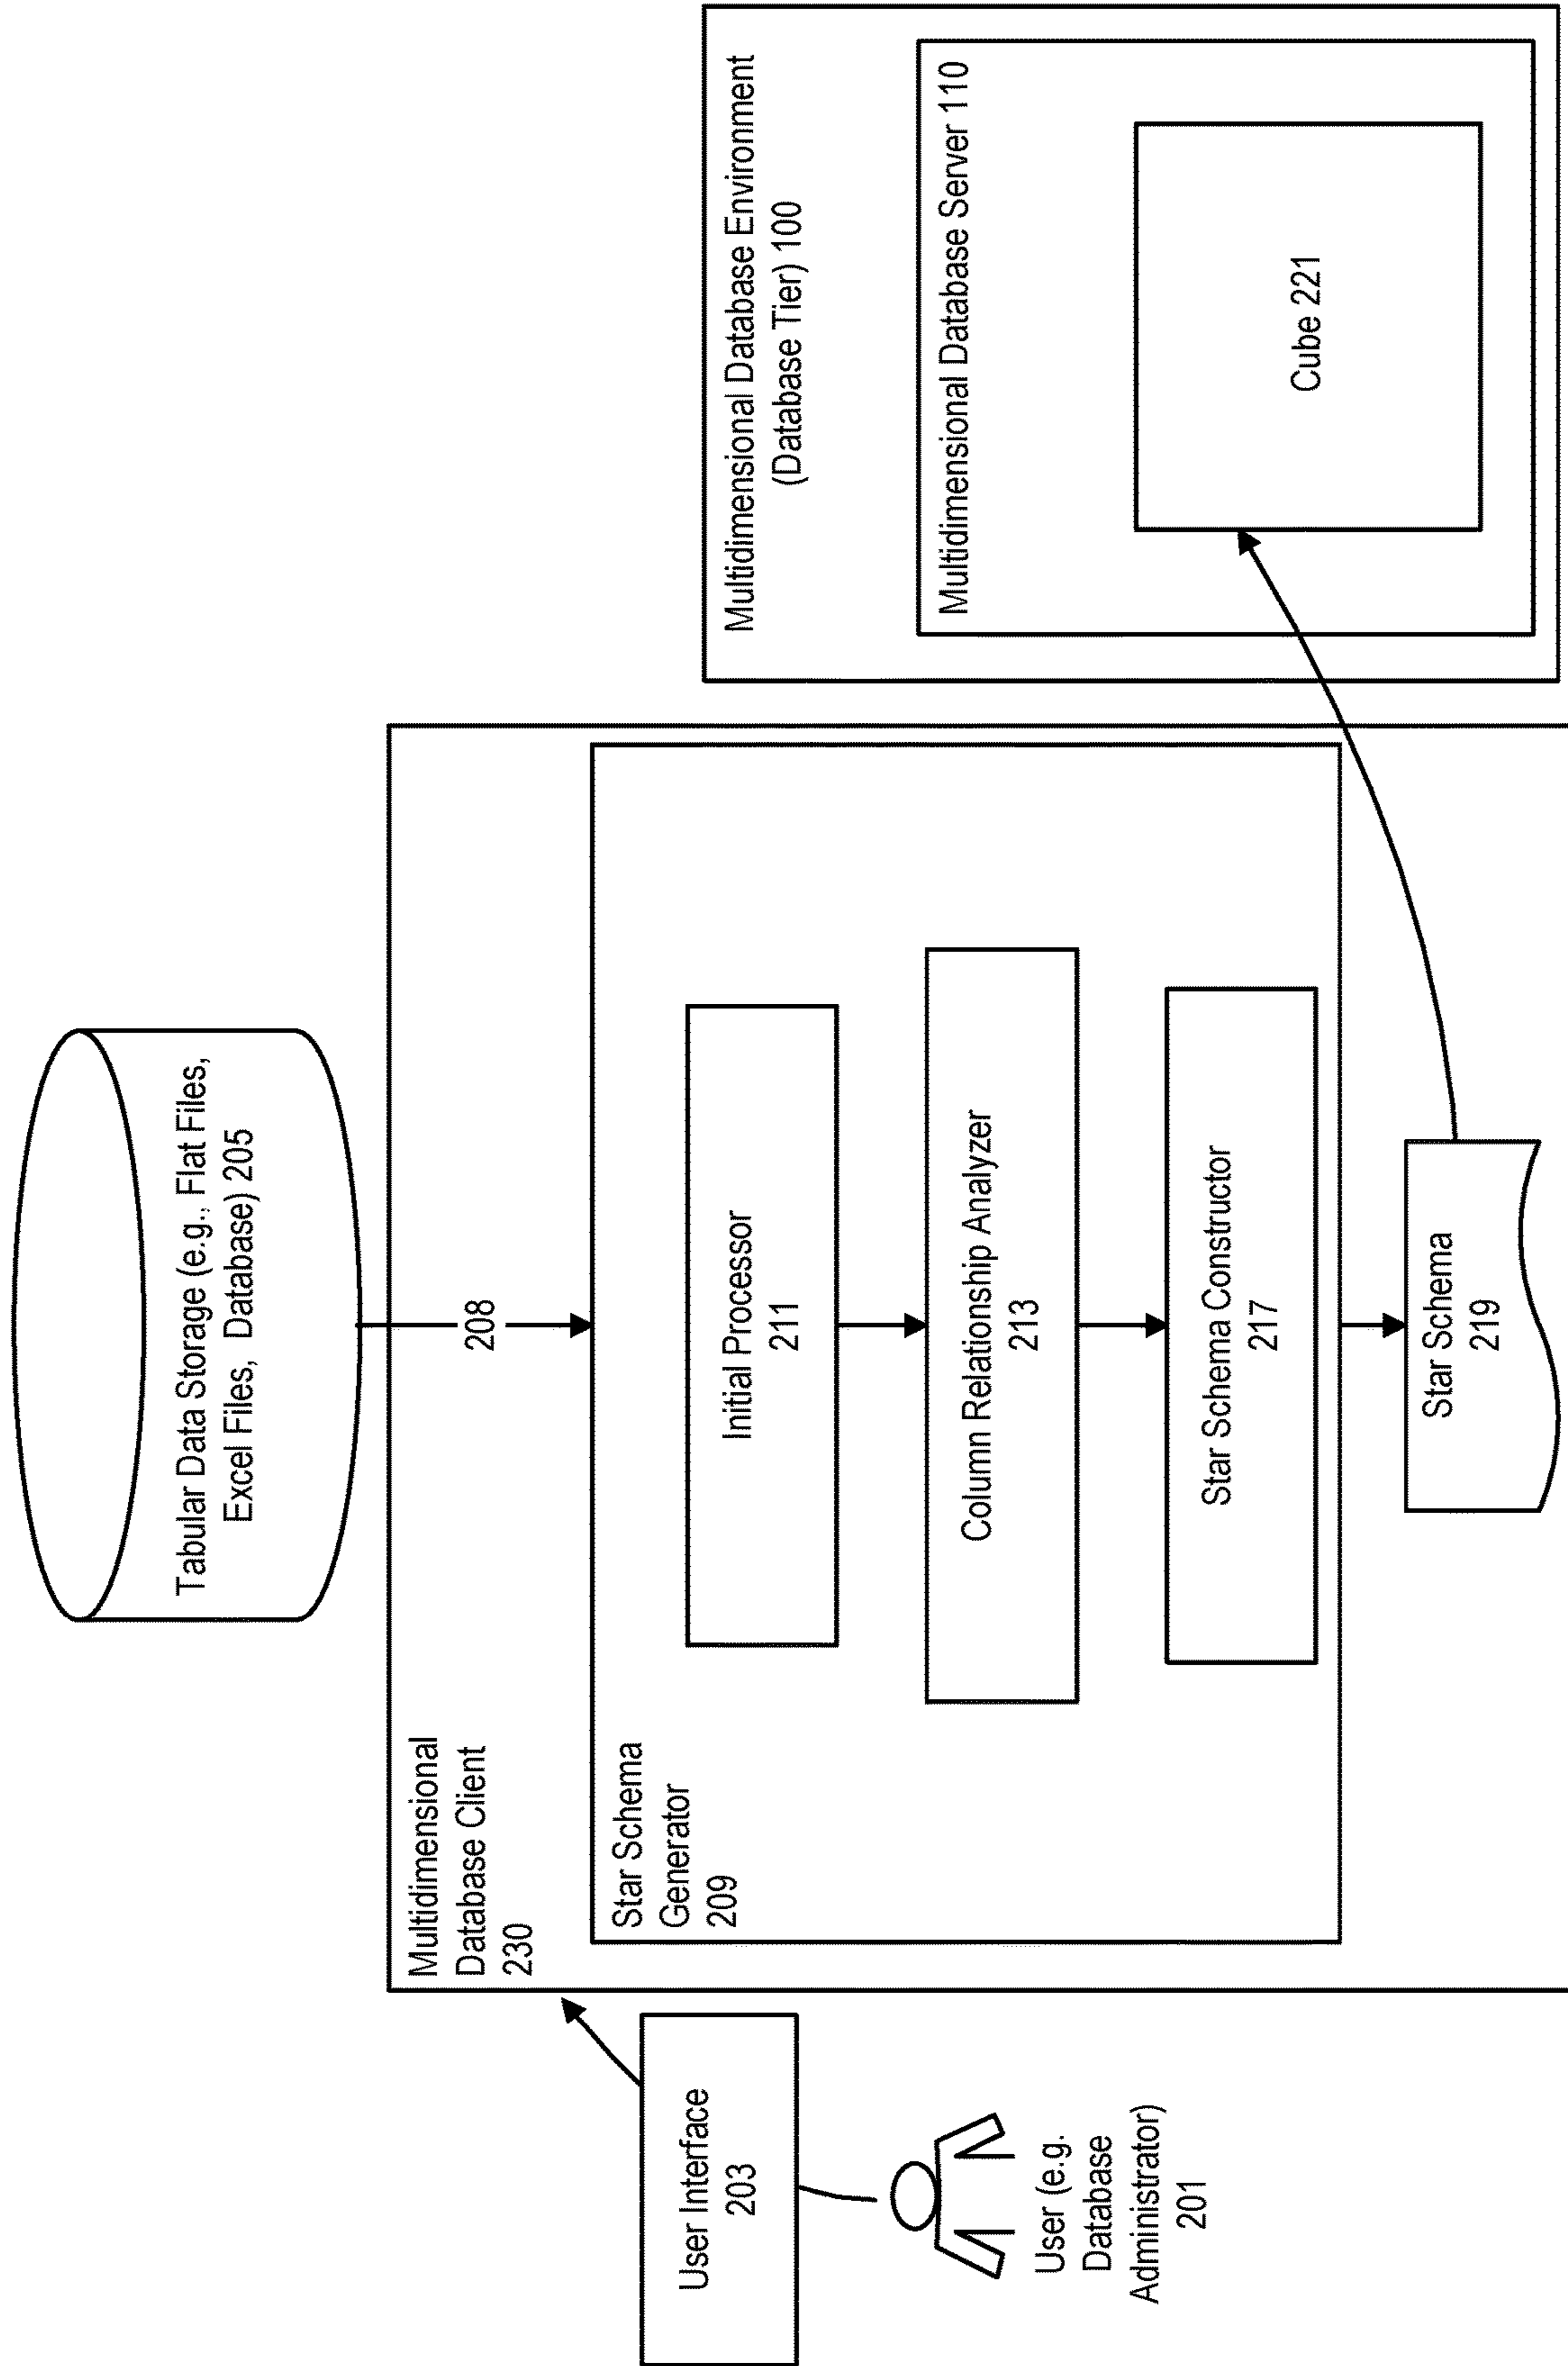 Tabular Data Storage (e.g., Flat Files,
Excel Files, Database) 205
208
Multidimensional
Database Client
230
Star Schema
Generator
209
Initial Processor
211
Column Relationship Analyzer
213
Star Schema Constructor
217
Star Schema
219
User Interface
203
User (e.g.
Database
Administrator)
201
Multidimensional Database Environment
(Database Tier) 100
Multidimensional Database Server 110
Cube 221